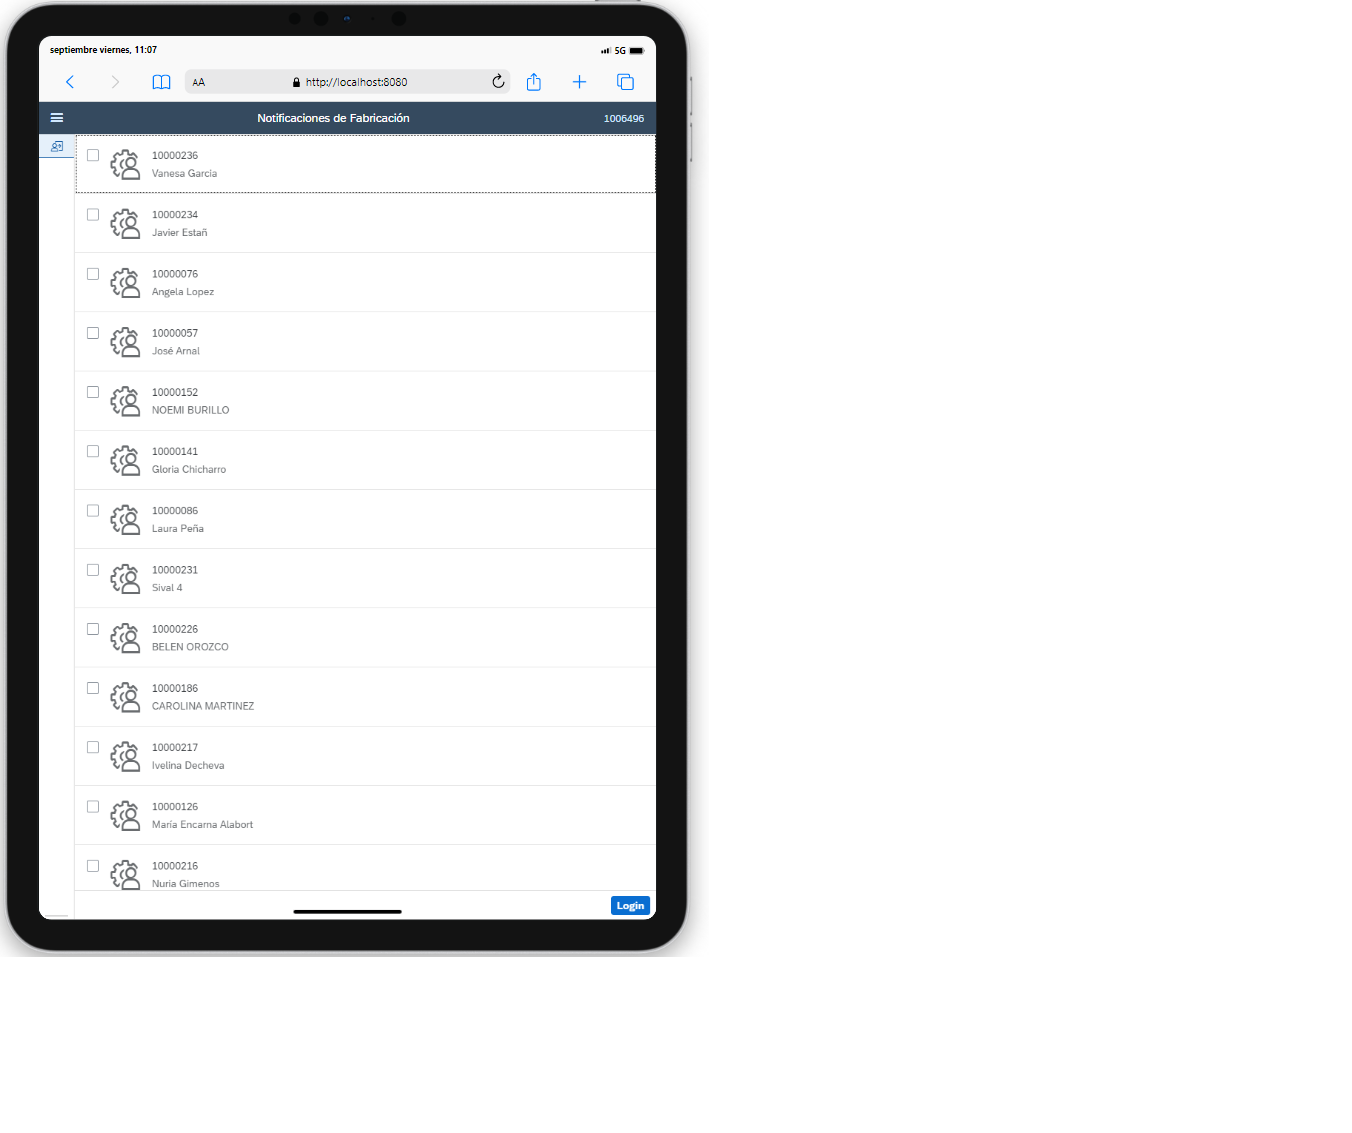 septiembre viernes, 11:07
5G
AA
http://localhost:8080
Notificaciones de Fabricación
1006496
10000236
Vanesa García
10000234
Javier Estañ
10000076
Angela Lopez
10000057
José Arnal
10000152
NOEMI BURILLO
10000141
Gloria Chicharro
10000086
Laura Peña
10000231
Sival 4
10000226
BELEN OROZCO
10000186
CAROLINA MARTINEZ
10000217
Ivelina Decheva
10000126
María Encarna Alabort
10000216
Nuria Gimenos
Login